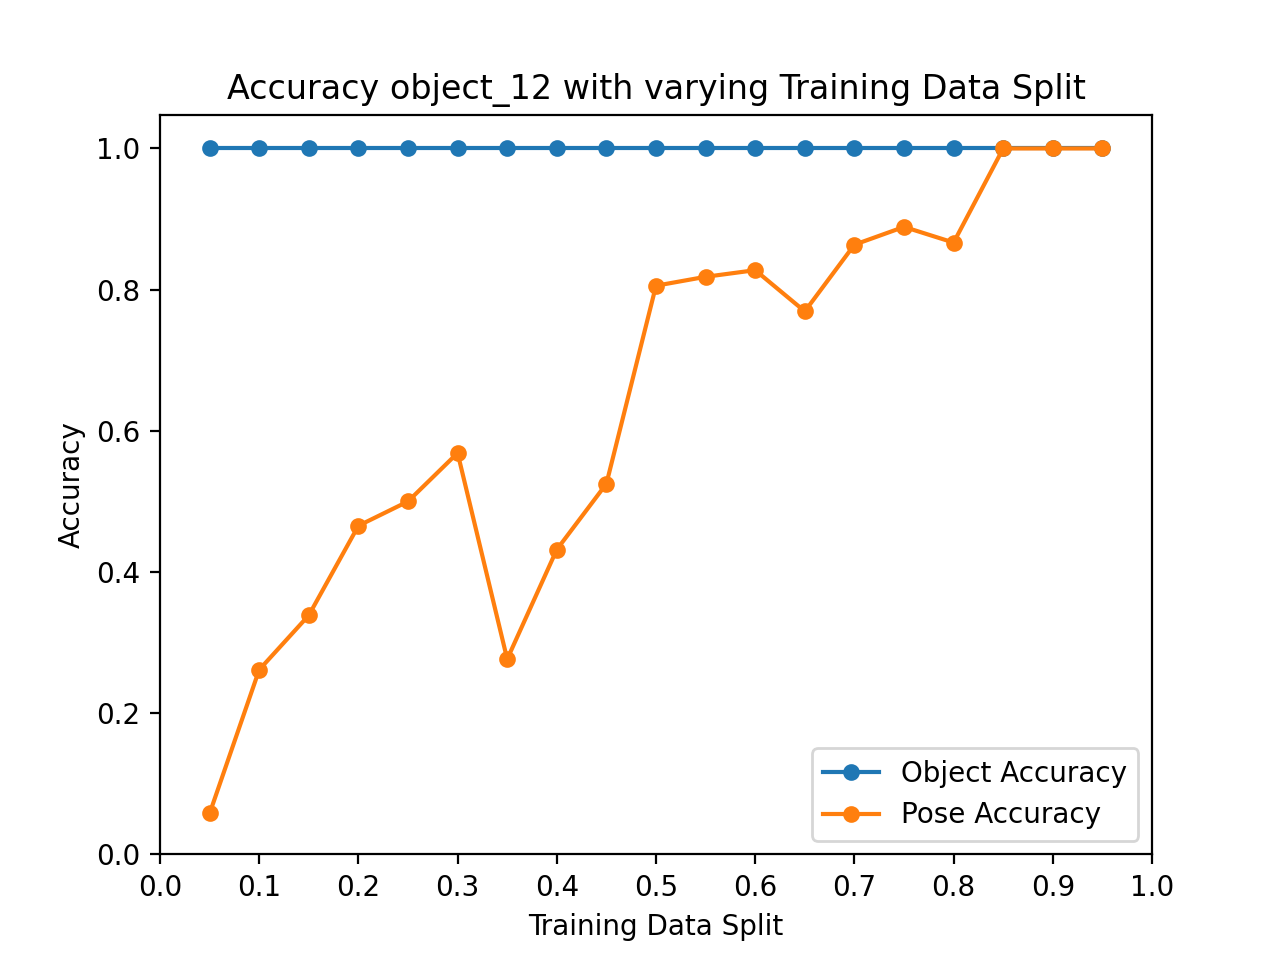 Accuracy object_12 with varying Training Data Split
1.0
0.8
0.6
0.4
0.2
0.0
Accuracy
Object Accuracy
Pose Accuracy
0.0 0.1 0.2 0.3 0.4 0.5 0.6 0.7 0.8 0.9 1.0
Training Data Split